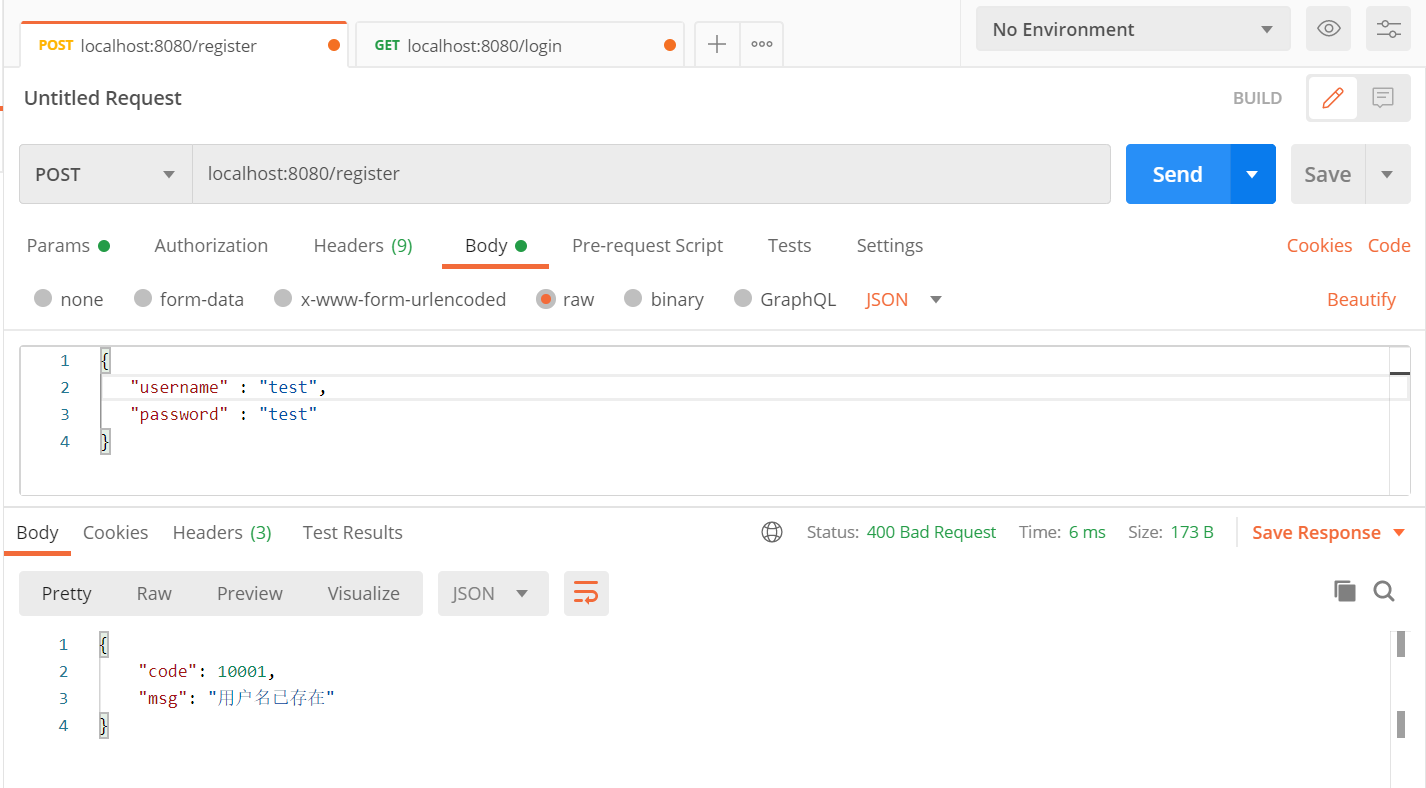 POST localhost:8080/register GET localhost:8080/login No Environment
Untitled Request BUILD
POST localhost:8080/register Send Save
Params Authorization Headers (9) Body Pre-request Script Tests Settings Cookies Code
none form-data x-www-form-urlencoded raw binary GraphQL JSON Beautify
1 {
2 "username" : "test",
3 "password" : "test"
4 }
Body Cookies Headers (3) Test Results Status: 400 Bad Request Time: 6 ms Size: 173 B Save Response
Pretty Raw Preview Visualize JSON
1 {
2 "code": 10001,
3 "msg": "用户名已存在"
4 }